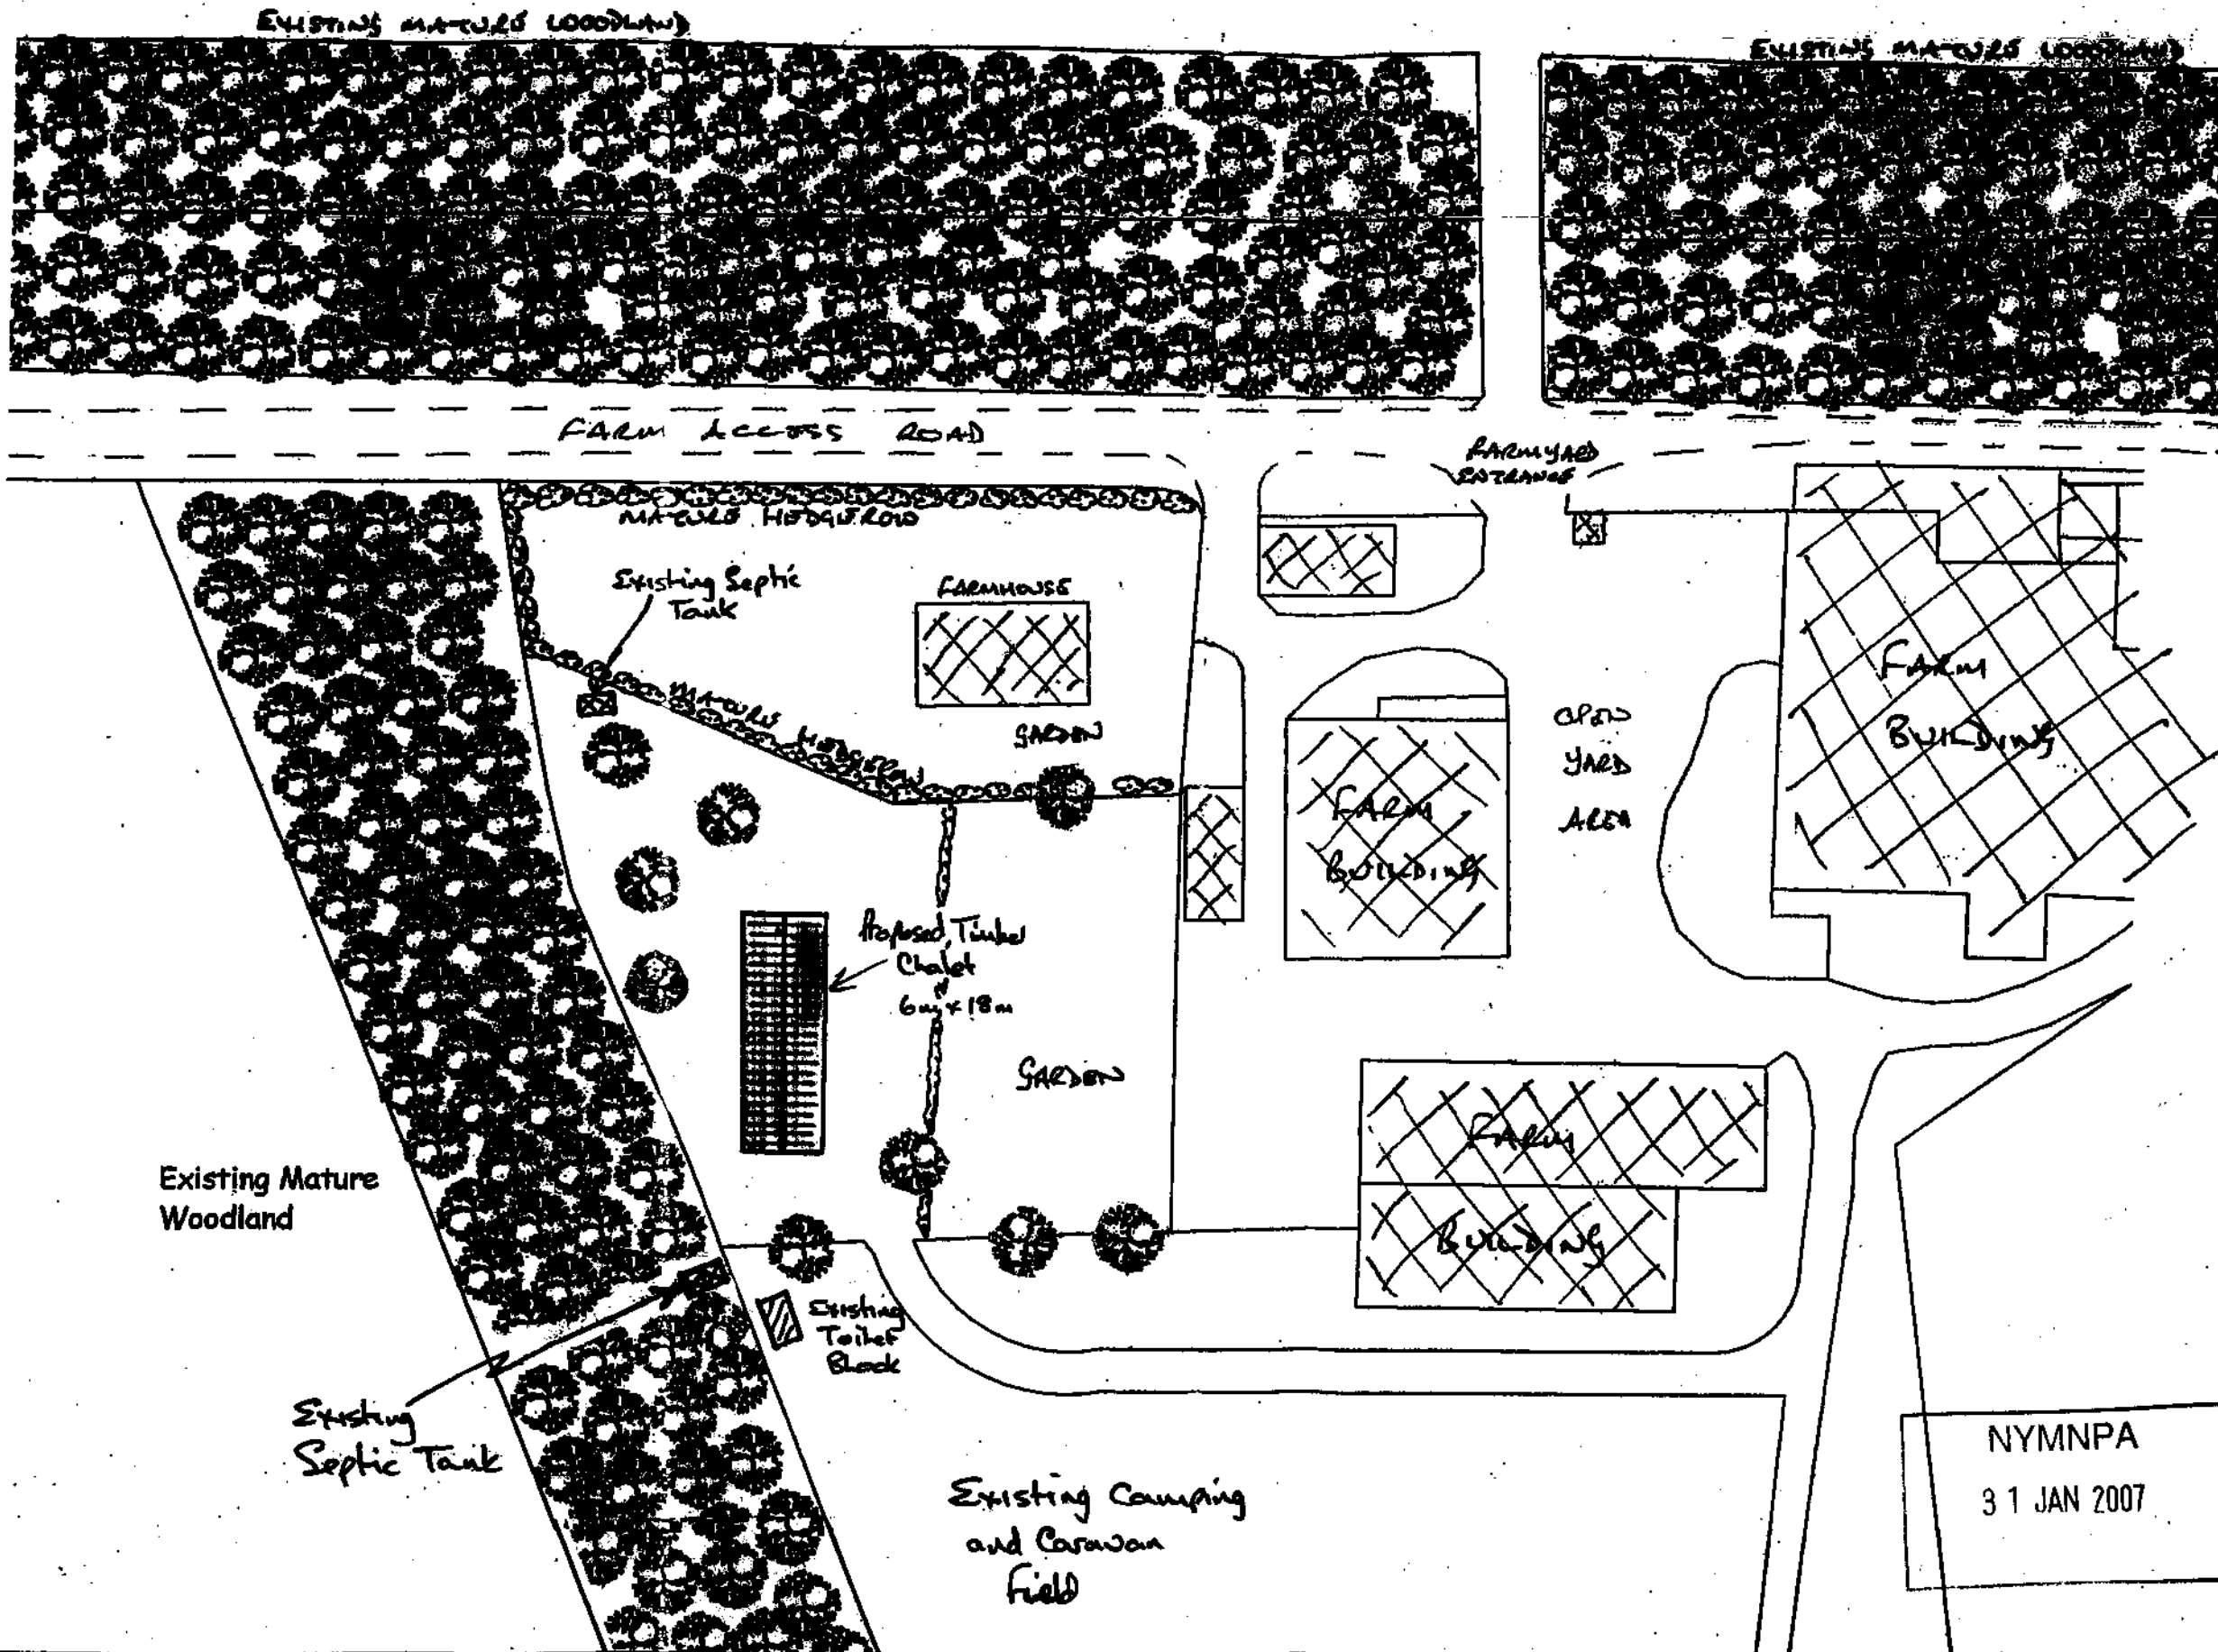 EXISTING MATURE WOODLAND
EXISTING MATURE WOODLAND
FARM ACCESS ROAD
FARMYARD
ENTRANCE
MATURE HEDGEROW
Existing Septic
Tank
FARMHOUSE
MATURE HEDGEROW
GARDEN
FARM
BUILDING
OPEN
YARD
AREA
FARM
BUILDING
Proposed Timber
Chalet
6m x 18m
GARDEN
FARM
BUILDING
Existing Mature
Woodland
Existing
Toilet
Block
Existing
Septic Tank
Existing Camping
and Caravan
Field
NYMNPA
31 JAN 2007